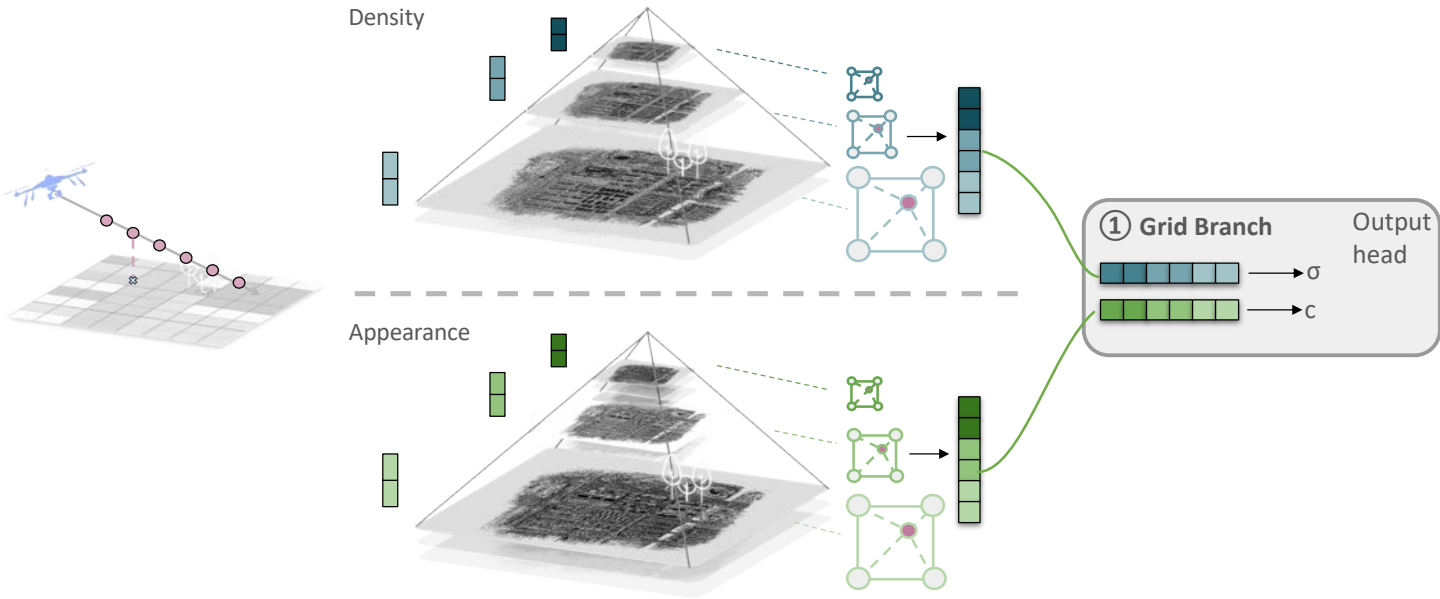 Density
Appearance
① Grid Branch
Output
head
σ
c